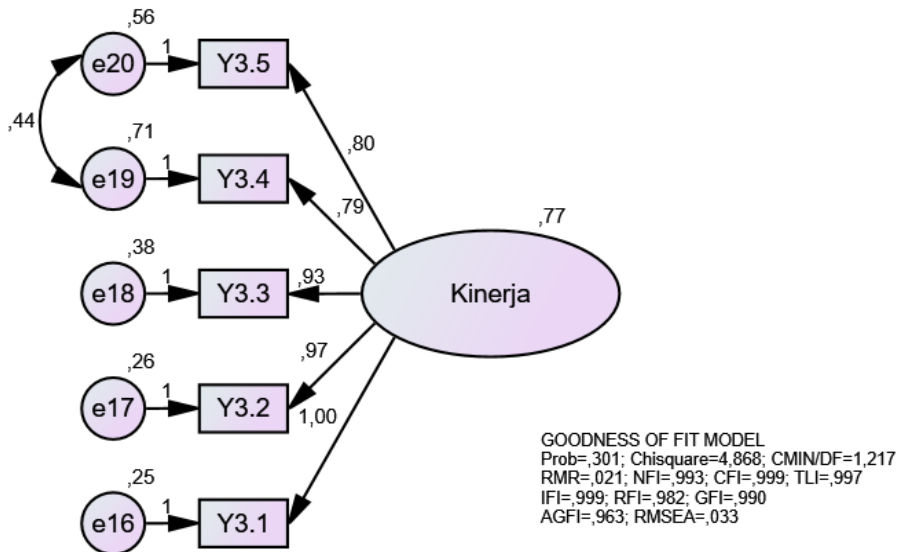 ,56
e20
1
Y3.5
,44
,80
,71
e19
1
Y3.4
,79
,77
,38
e18
1
Y3.3
,93
Kinerja
,26
e17
1
Y3.2
,97
1,00
,25
e16
1
Y3.1
GOODNESS OF FIT MODEL
Prob=,301; Chisquare=4,868; CMIN/DF=1,217
RMR=,021; NFI=,993; CFI=,999; TLI=,997
IFI=,999; RFI=,982; GFI=,990
AGFI=,963; RMSEA=,033